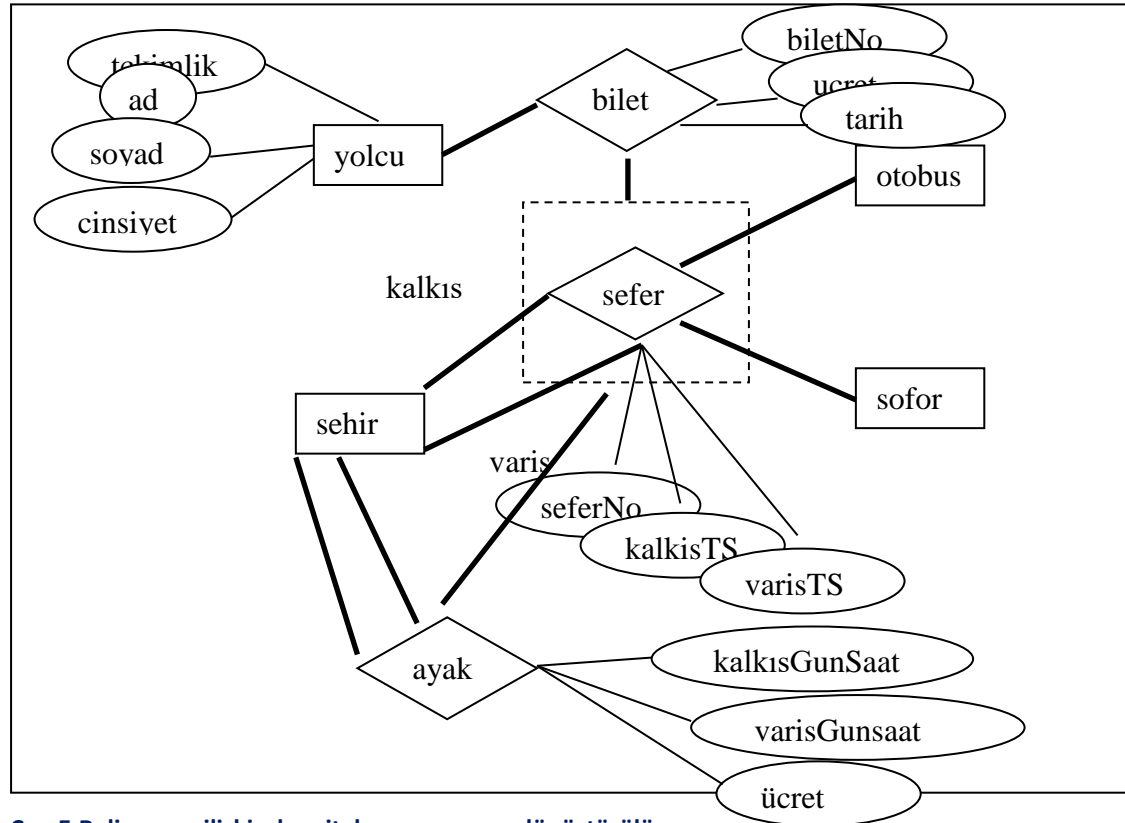 tckimlik
ad
soyad
cinsiyet
yolcu
bilet
biletNo
ucret
tarih
otobus
kalkıs
sefer
sofor
sehir
varis
seferNo
kalkisTS
varisTS
ayak
kalkısGunSaat
varisGunsaat
ücret